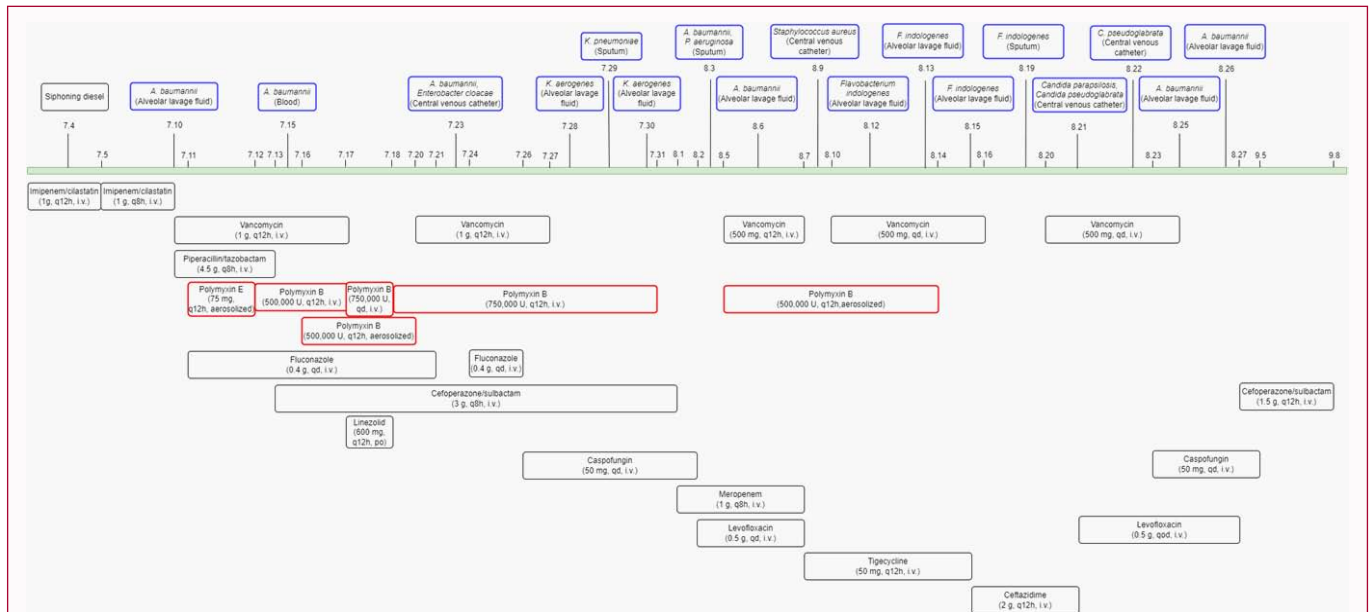 K. pneumoniae
(Sputum)
7.29
A. baumannii,
P. aeruginosa
(Sputum)
8.3
Staphylococcus aureus
(Central venous
catheter)
8.9
F. indologenes
(Alveolar lavage fluid)
8.13
F. indologenes
(Sputum)
8.19
C. pseudoglabrata
(Central venous
catheter)
8.22
A. baumannii
(Alveolar lavage fluid)
8.26
Siphoning diesel
7.4
A. baumannii
(Alveolar lavage fluid)
7.10
A. baumannii
(Blood)
7.15
A. baumannii,
Enterobacter cloacae
(Central venous catheter)
7.23
K. aerogenes
(Alveolar lavage
fluid)
7.28
K. aerogenes
(Alveolar lavage
fluid)
7.30
A. baumannii
(Alveolar lavage fluid)
8.6
Flavobacterium
indologenes
(Alveolar lavage fluid)
8.12
F. indologenes
(Alveolar lavage fluid)
8.15
Candida parapsilosis,
Candida pseudoglabrata
(Central venous catheter)
8.21
A. baumannii
(Alveolar lavage fluid)
8.25
7.5 7.11 7.12 7.13 7.16 7.17 7.18 7.20 7.21 7.24 7.26 7.27 7.31 8.1 8.2 8.5 8.7 8.10 8.14 8.16 8.20 8.23 8.27 9.5 9.8
Imipenem/cilastatin
(1g, q12h, i.v.)
Imipenem/cilastatin
(1 g, q8h, i.v.)
Vancomycin
(1 g, q12h, i.v.)
Vancomycin
(1 g, q12h, i.v.)
Vancomycin
(500 mg, q12h, i.v.)
Vancomycin
(500 mg, qd, i.v.)
Vancomycin
(500 mg, qd, i.v.)
Piperacillin/tazobactam
(4.5 g, q8h, i.v.)
Polymyxin E
(75 mg,
q12h, aerosolized)
Polymyxin B
(500,000 U, q12h, i.v.)
Polymyxin B
(750,000 U,
qd, i.v.)
Polymyxin B
(750,000 U, q12h, i.v.)
Polymyxin B
(500,000 U, q12h,aerosolized)
Polymyxin B
(500,000 U, q12h, aerosolized)
Fluconazole
(0.4 g, qd, i.v.)
Fluconazole
(0.4 g, qd, i.v.)
Cefoperazone/sulbactam
(3 g, q8h, i.v.)
Cefoperazone/sulbactam
(1.5 g, q12h, i.v.)
Linezolid
(600 mg,
q12h, po)
Caspofungin
(50 mg, qd, i.v.)
Caspofungin
(50 mg, qd, i.v.)
Meropenem
(1 g, q8h, i.v.)
Levofloxacin
(0.5 g, qd, i.v.)
Levofloxacin
(0.5 g, qod, i.v.)
Tigecycline
(50 mg, q12h, i.v.)
Ceftazidime
(2 g, q12h, i.v.)